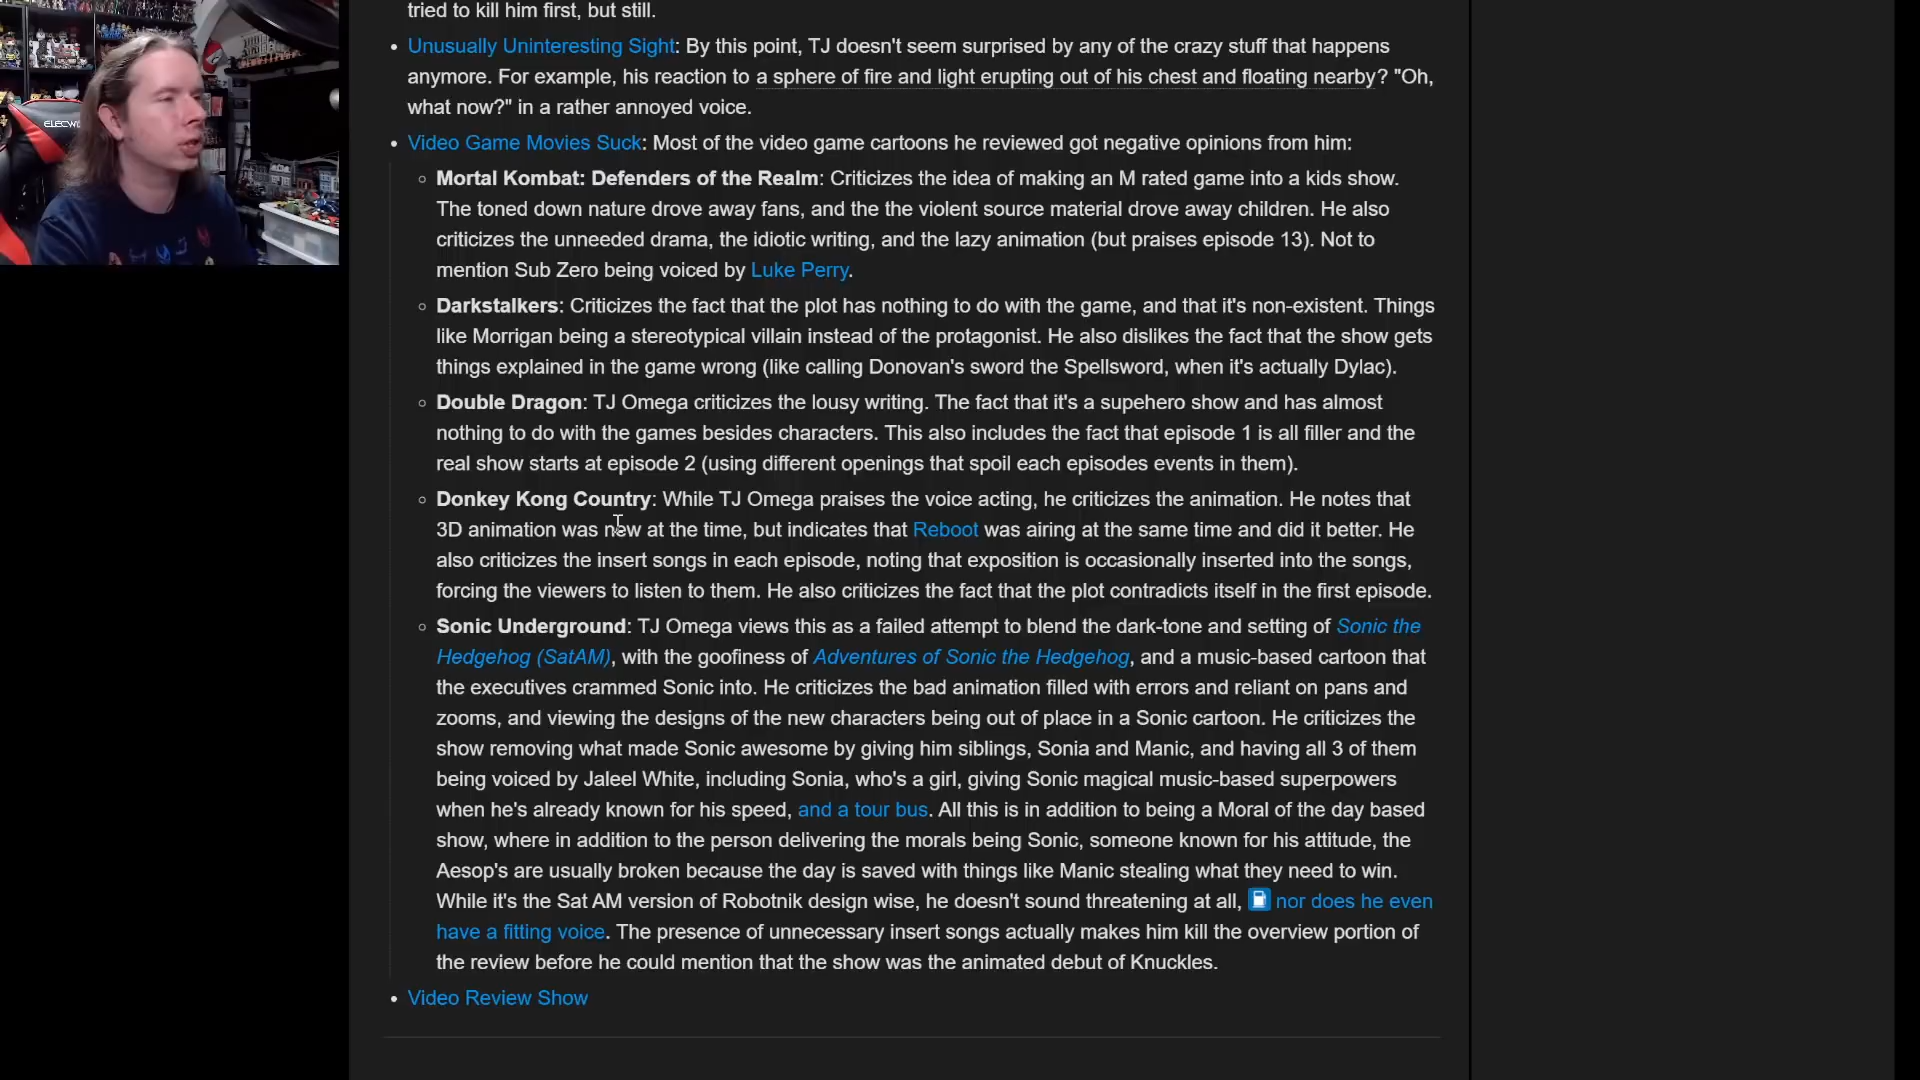 tried to kill him first, but still.
Unusually Uninteresting Sight: By this point, TJ doesn't seem surprised by any of the crazy stuff that happens
anymore. For example, his reaction to a sphere of fire and light erupting out of his chest and floating nearby? "Oh,
what now?" in a rather annoyed voice.
Video Game Movies Suck: Most of the video game cartoons he reviewed got negative opinions from him:
Mortal Kombat: Defenders of the Realm: Criticizes the idea of making an M rated game into a kids show.
The toned down nature drove away fans, and the the violent source material drove away children. He also
criticizes the unneeded drama, the idiotic writing, and the lazy animation (but praises episode 13). Not to
mention Sub Zero being voiced by Luke Perry.
Darkstalkers: Criticizes the fact that the plot has nothing to do with the game, and that it's non-existent. Things
like Morrigan being a stereotypical villain instead of the protagonist. He also dislikes the fact that the show gets
things explained in the game wrong (like calling Donovan's sword the Spellsword, when it's actually Dylac).
Double Dragon: TJ Omega criticizes the lousy writing. The fact that it's a supehero show and has almost
nothing to do with the games besides characters. This also includes the fact that episode 1 is all filler and the
real show starts at episode 2 (using different openings that spoil each episodes events in them).
Donkey Kong Country: While TJ Omega praises the voice acting, he criticizes the animation. He notes that
3D animation was new at the time, but indicates that Reboot was airing at the same time and did it better. He
also criticizes the insert songs in each episode, noting that exposition is occasionally inserted into the songs,
forcing the viewers to listen to them. He also criticizes the fact that the plot contradicts itself in the first episode.
Sonic Underground: TJ Omega views this as a failed attempt to blend the dark-tone and setting of Sonic the
Hedgehog (SatAM), with the goofiness of Adventures of Sonic the Hedgehog, and a music-based cartoon that
the executives crammed Sonic into. He criticizes the bad animation filled with errors and reliant on pans and
zooms, and viewing the designs of the new characters being out of place in a Sonic cartoon. He criticizes the
show removing what made Sonic awesome by giving him siblings, Sonia and Manic, and having all 3 of them
being voiced by Jaleel White, including Sonia, who's a girl, giving Sonic magical music-based superpowers
when he's already known for his speed, and a tour bus. All this is in addition to being a Moral of the day based
show, where in addition to the person delivering the morals being Sonic, someone known for his attitude, the
Aesop's are usually broken because the day is saved with things like Manic stealing what they need to win.
While it's the Sat AM version of Robotnik design wise, he doesn't sound threatening at all, nor does he even
have a fitting voice. The presence of unnecessary insert songs actually makes him kill the overview portion of
the review before he could mention that the show was the animated debut of Knuckles.
Video Review Show